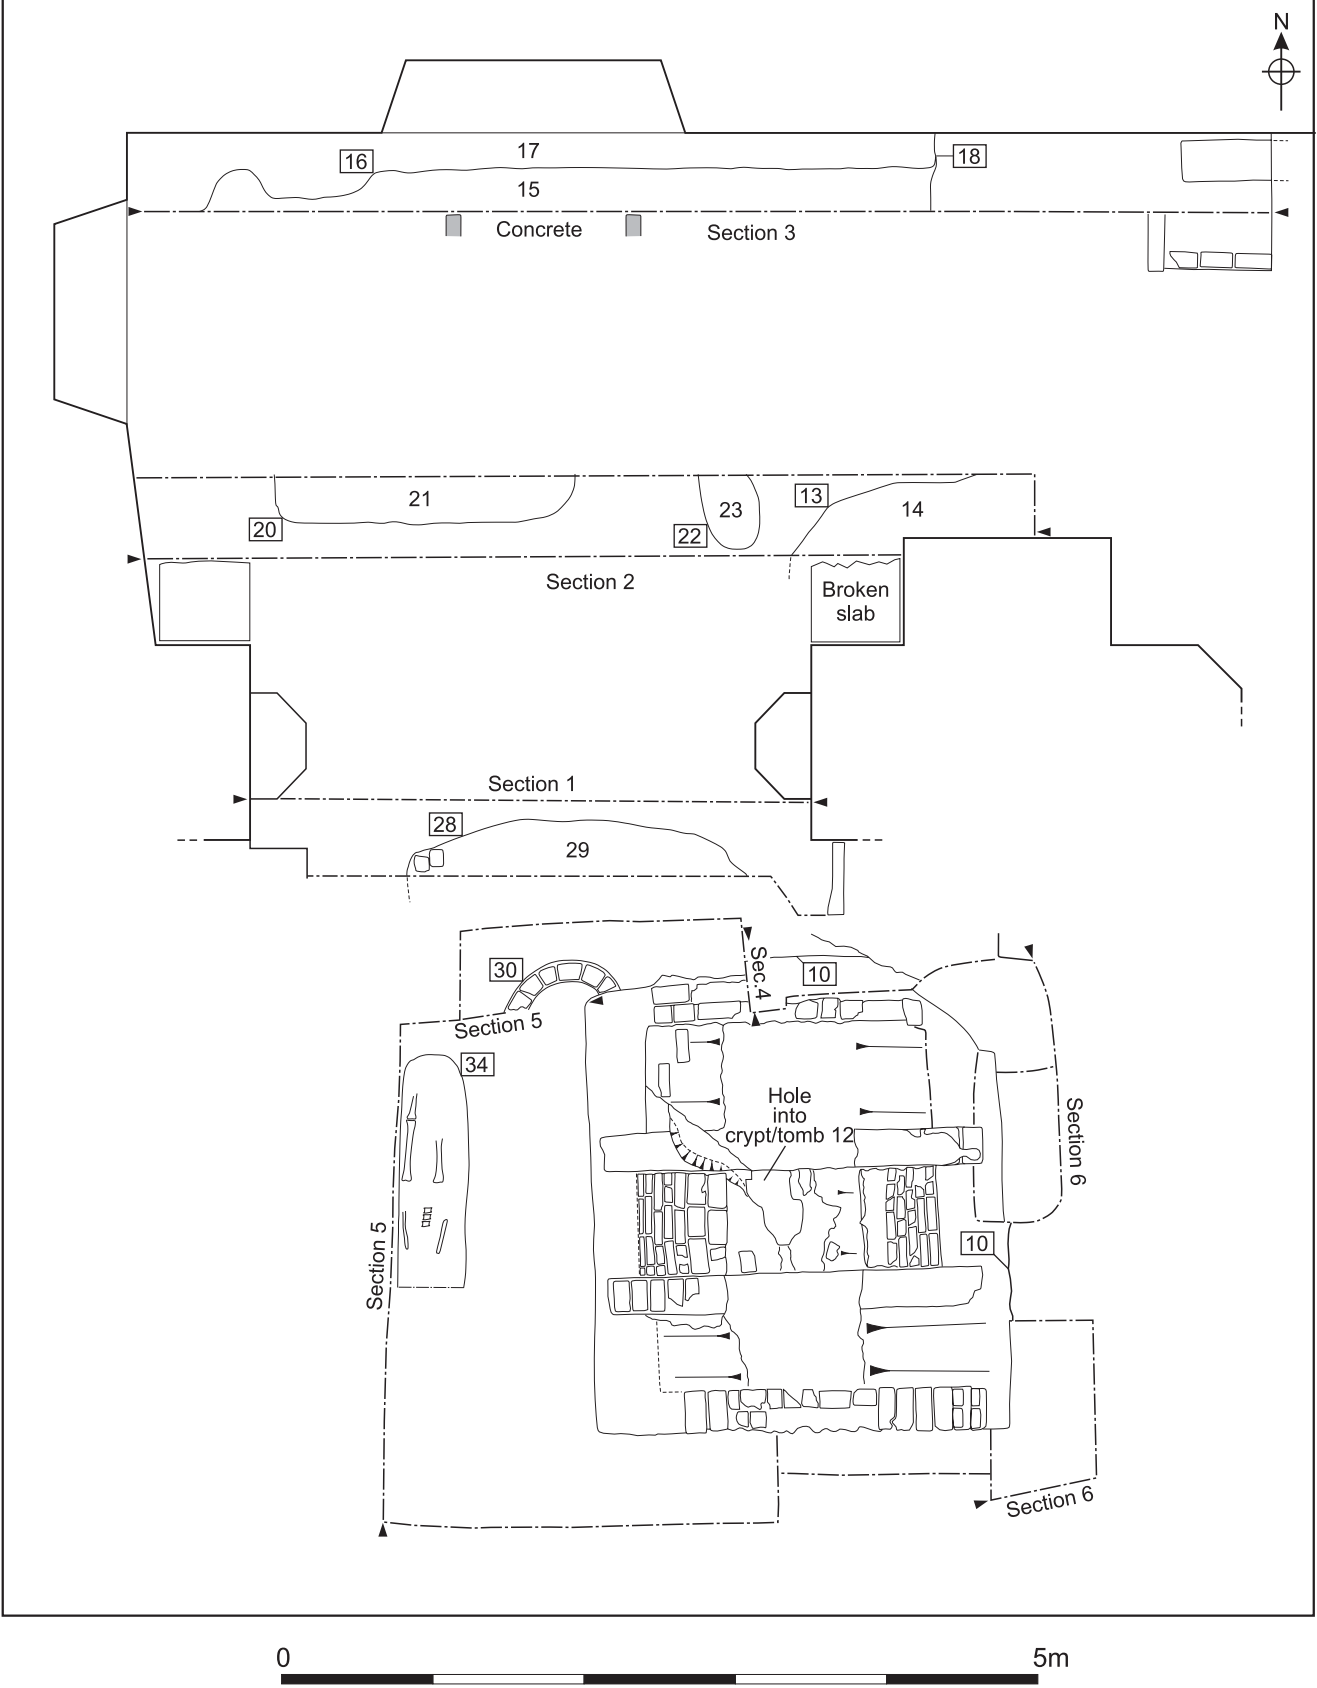 N
17
16
18
15
Concrete
Section 3
21
23
13
14
20
22
Section 2
Broken
slab
Section 1
28
29
Sec. 4
30
10
Section 5
34
Hole
into
crypt/tomb 12
Section 6
10
Section 5
Section 6
0
5m